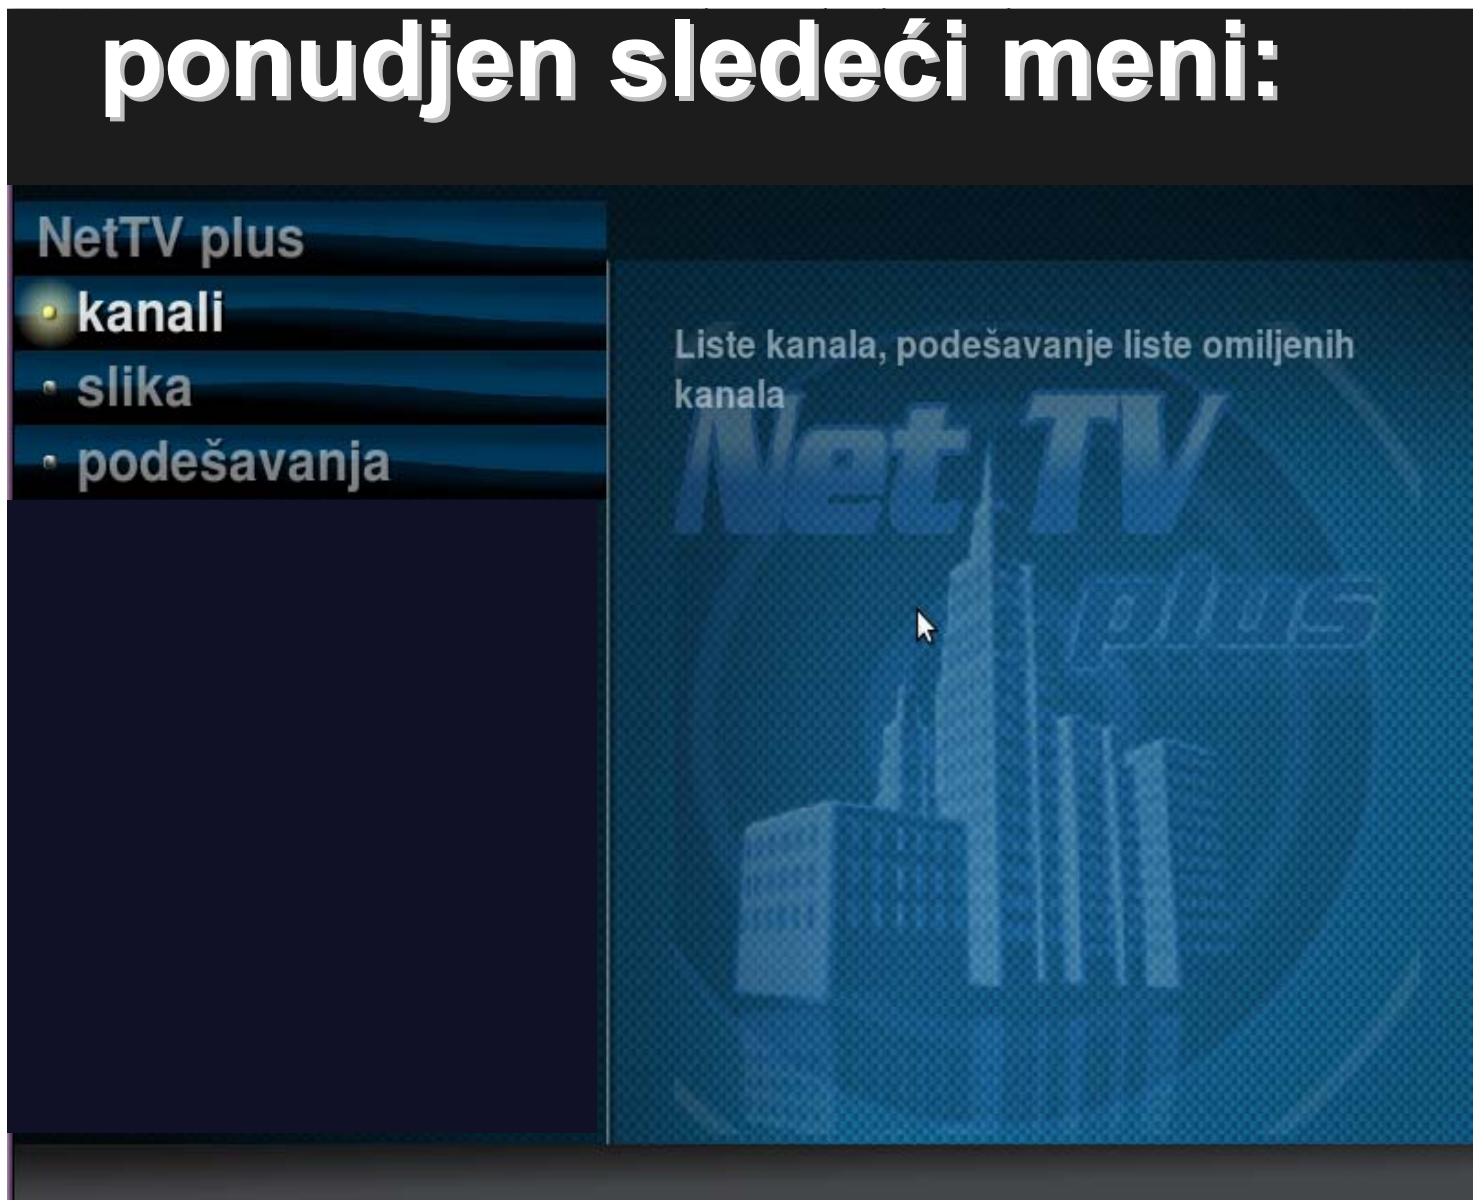 ponudjen sledeći meni:
NetTV plus
kanali
slika
podešavanja
Liste kanala, podešavanje liste omiljenih
kanala
Net TV
plus